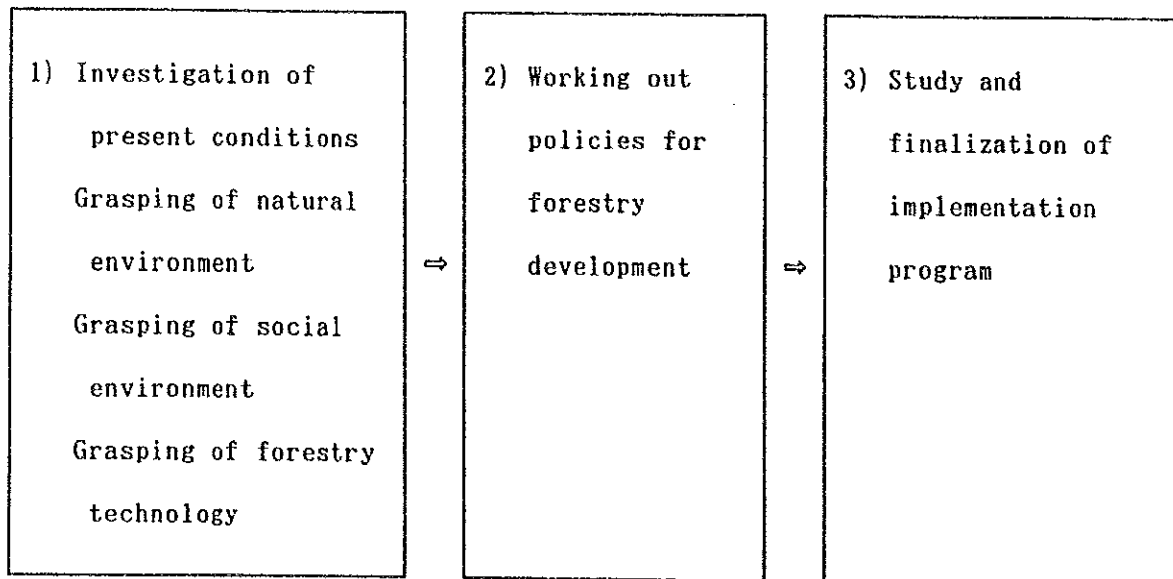 1) Investigation of
present conditions
Grasping of natural
environment
Grasping of social
environment
Grasping of forestry
technology
⇨
2) Working out
policies for
forestry
development
⇨
3) Study and
finalization of
implementation
program